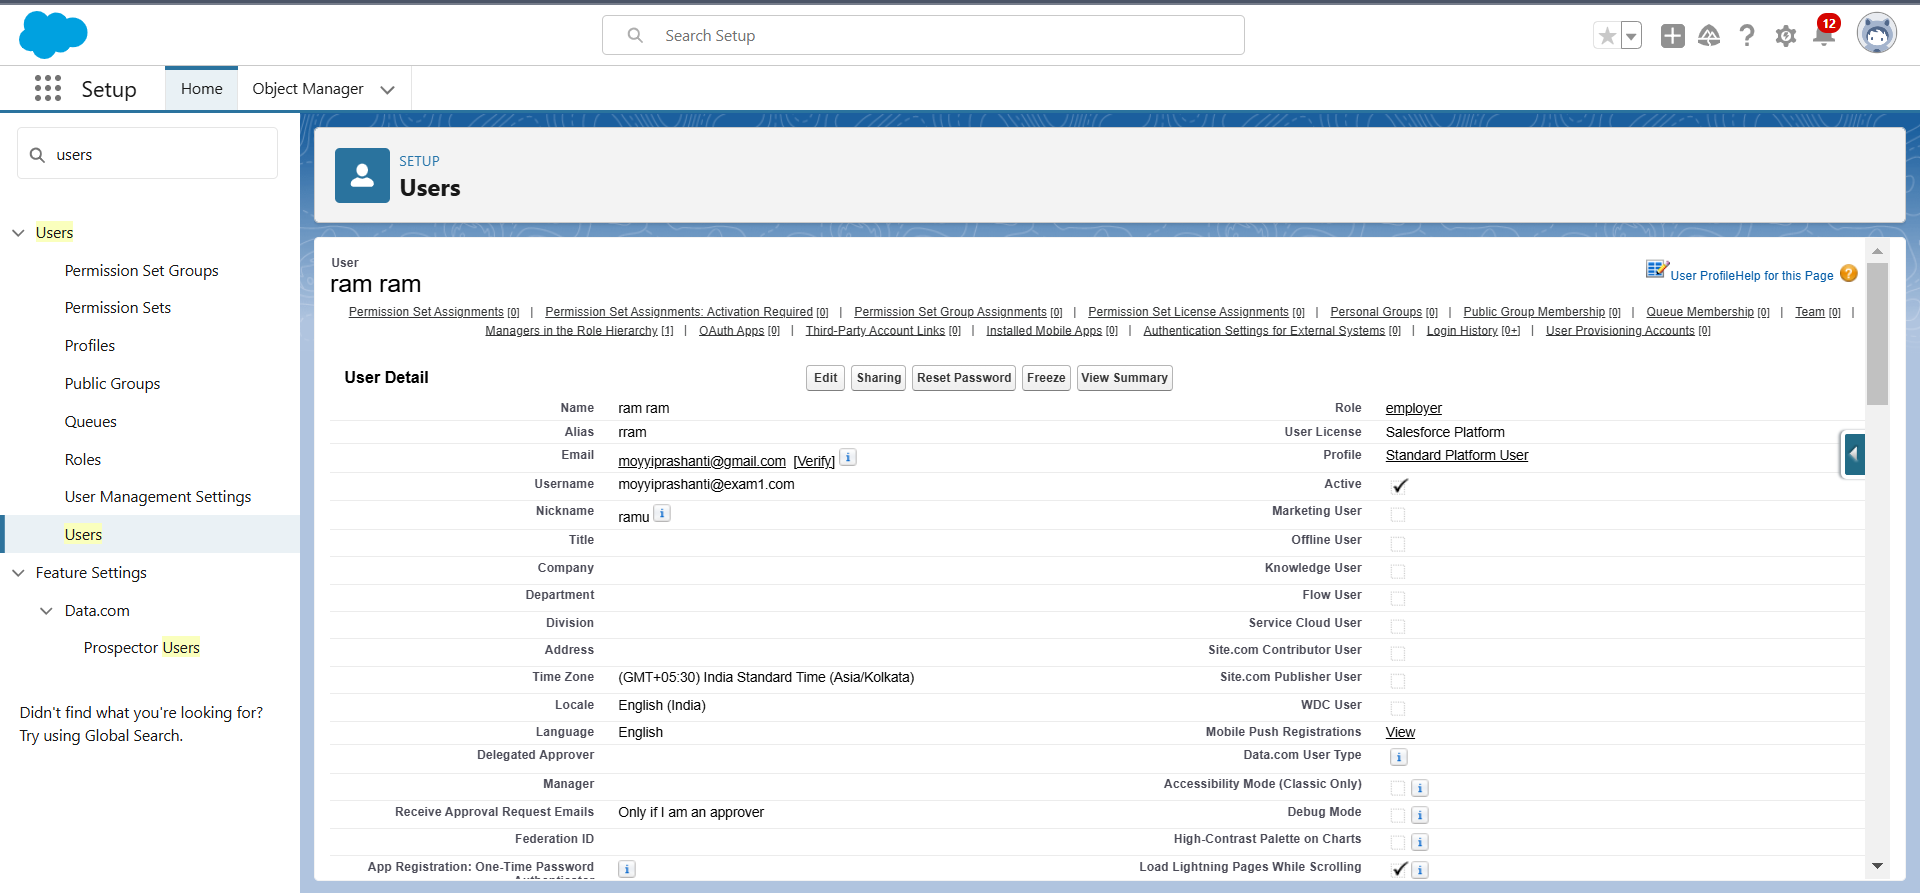 Search Setup
12
Setup
Home
Object Manager
users
Users
Permission Set Groups
Permission Sets
Profiles
Public Groups
Queues
Roles
User Management Settings
Users
Feature Settings
Data.com
Prospector Users
Didn't find what you're looking for?
Try using Global Search.
SETUP
Users
User
ram ram
User Profile Help for this Page
Permission Set Assignments [0] | Permission Set Assignments: Activation Required [0] | Permission Set Group Assignments [0] | Permission Set License Assignments [0] | Personal Groups [0] | Public Group Membership [0] | Queue Membership [0] | Team [0] |
Managers in the Role Hierarchy [1] | OAuth Apps [0] | Third-Party Account Links [0] | Installed Mobile Apps [0] | Authentication Settings for External Systems [0] | Login History [0+] | User Provisioning Accounts [0]
User Detail
Edit Sharing Reset Password Freeze View Summary
Name ram ram Role employer
Alias rram User License Salesforce Platform
Email moyyiprashanti@gmail.com [Verify] i Profile Standard Platform User
Username moyyiprashanti@exam1.com Active
Nickname ramu i Marketing User
Title Offline User
Company Knowledge User
Department Flow User
Division Service Cloud User
Address Site.com Contributor User
Time Zone (GMT+05:30) India Standard Time (Asia/Kolkata) Site.com Publisher User
Locale English (India) WDC User
Language English Mobile Push Registrations View
Delegated Approver Data.com User Type i
Manager Accessibility Mode (Classic Only) i
Receive Approval Request Emails Only if I am an approver Debug Mode i
Federation ID High-Contrast Palette on Charts i
App Registration: One-Time Password i Load Lightning Pages While Scrolling i